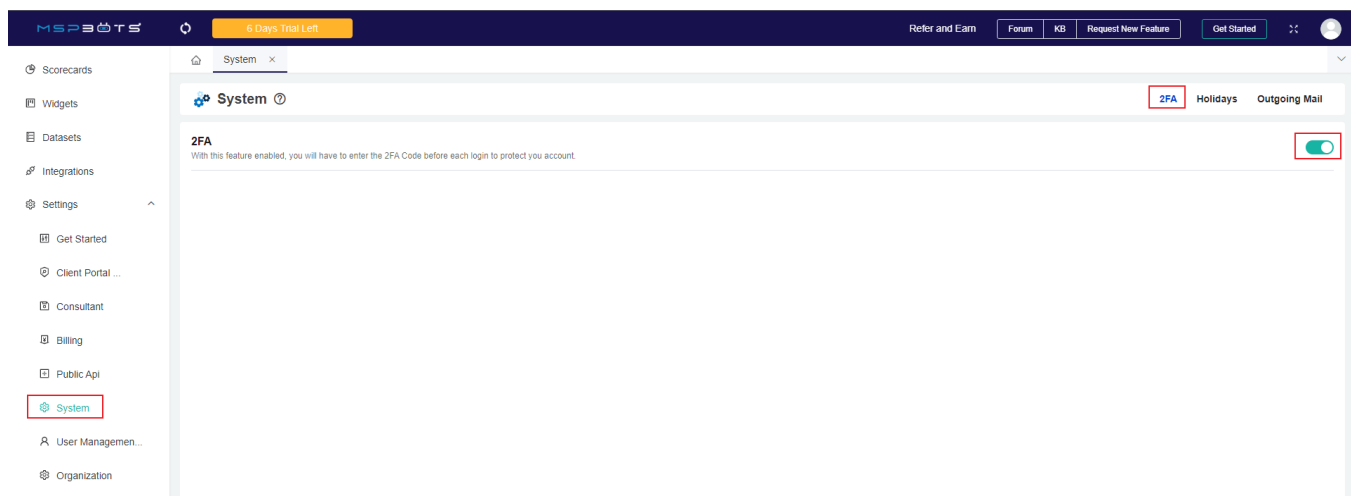 MSPBOTS
6 Days Trial Left
Refer and Earn
Forum
KB
Request New Feature
Get Started
Scorecards
Widgets
Datasets
Integrations
Settings
Get Started
Client Portal ...
Consultant
Billing
Public Api
System
User Managemen...
Organization
System ×
System
2FA
Holidays
Outgoing Mail
2FA
With this feature enabled, you will have to enter the 2FA Code before each login to protect you account.